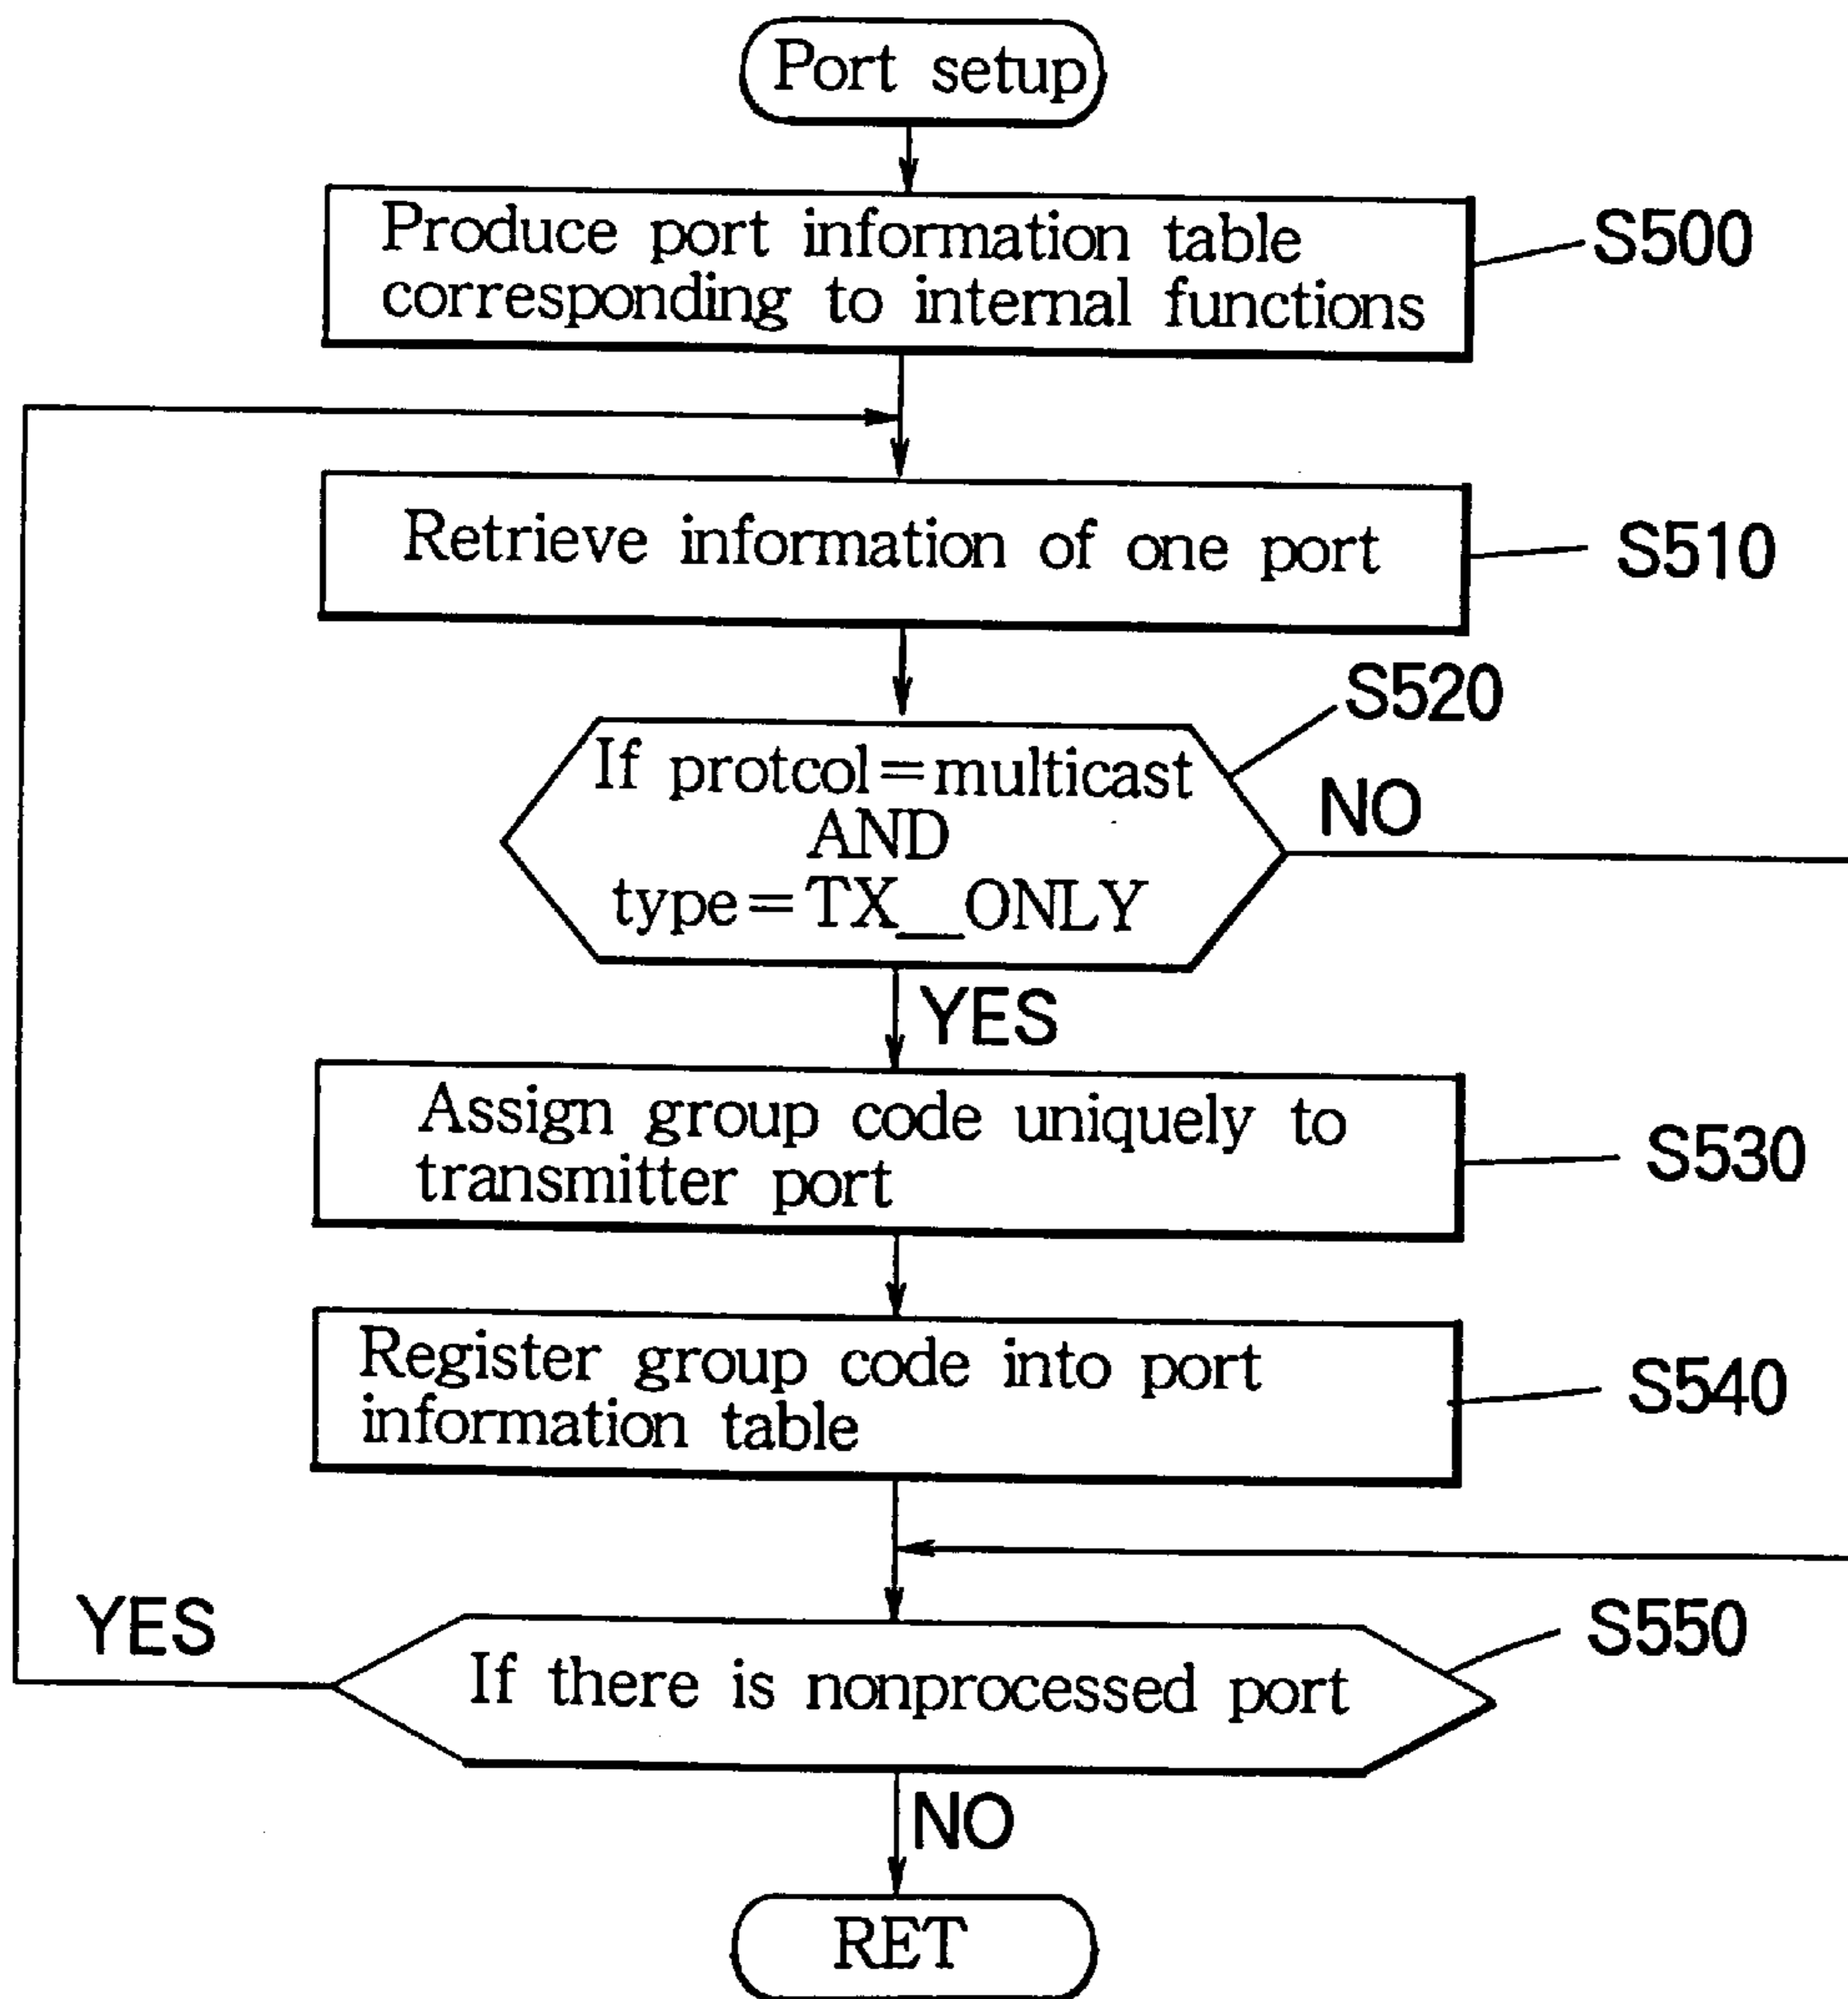 Port setup
Produce port information table
corresponding to internal functions
S500
Retrieve information of one port
S510
S520
If protcol=multicast
AND
type=TX__ONLY
NO
YES
Assign group code uniquely to
transmitter port
S530
Register group code into port
information table
S540
YES
S550
If there is nonprocessed port
NO
RET